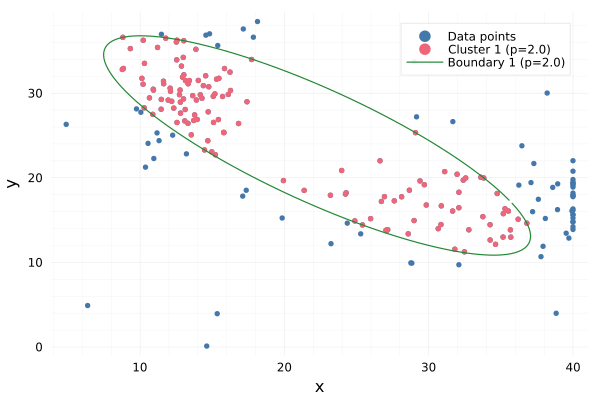 Data points
Cluster 1 (p=2.0)
Boundary 1 (p=2.0)
30
20
10
0
y
10 20 30 40
x